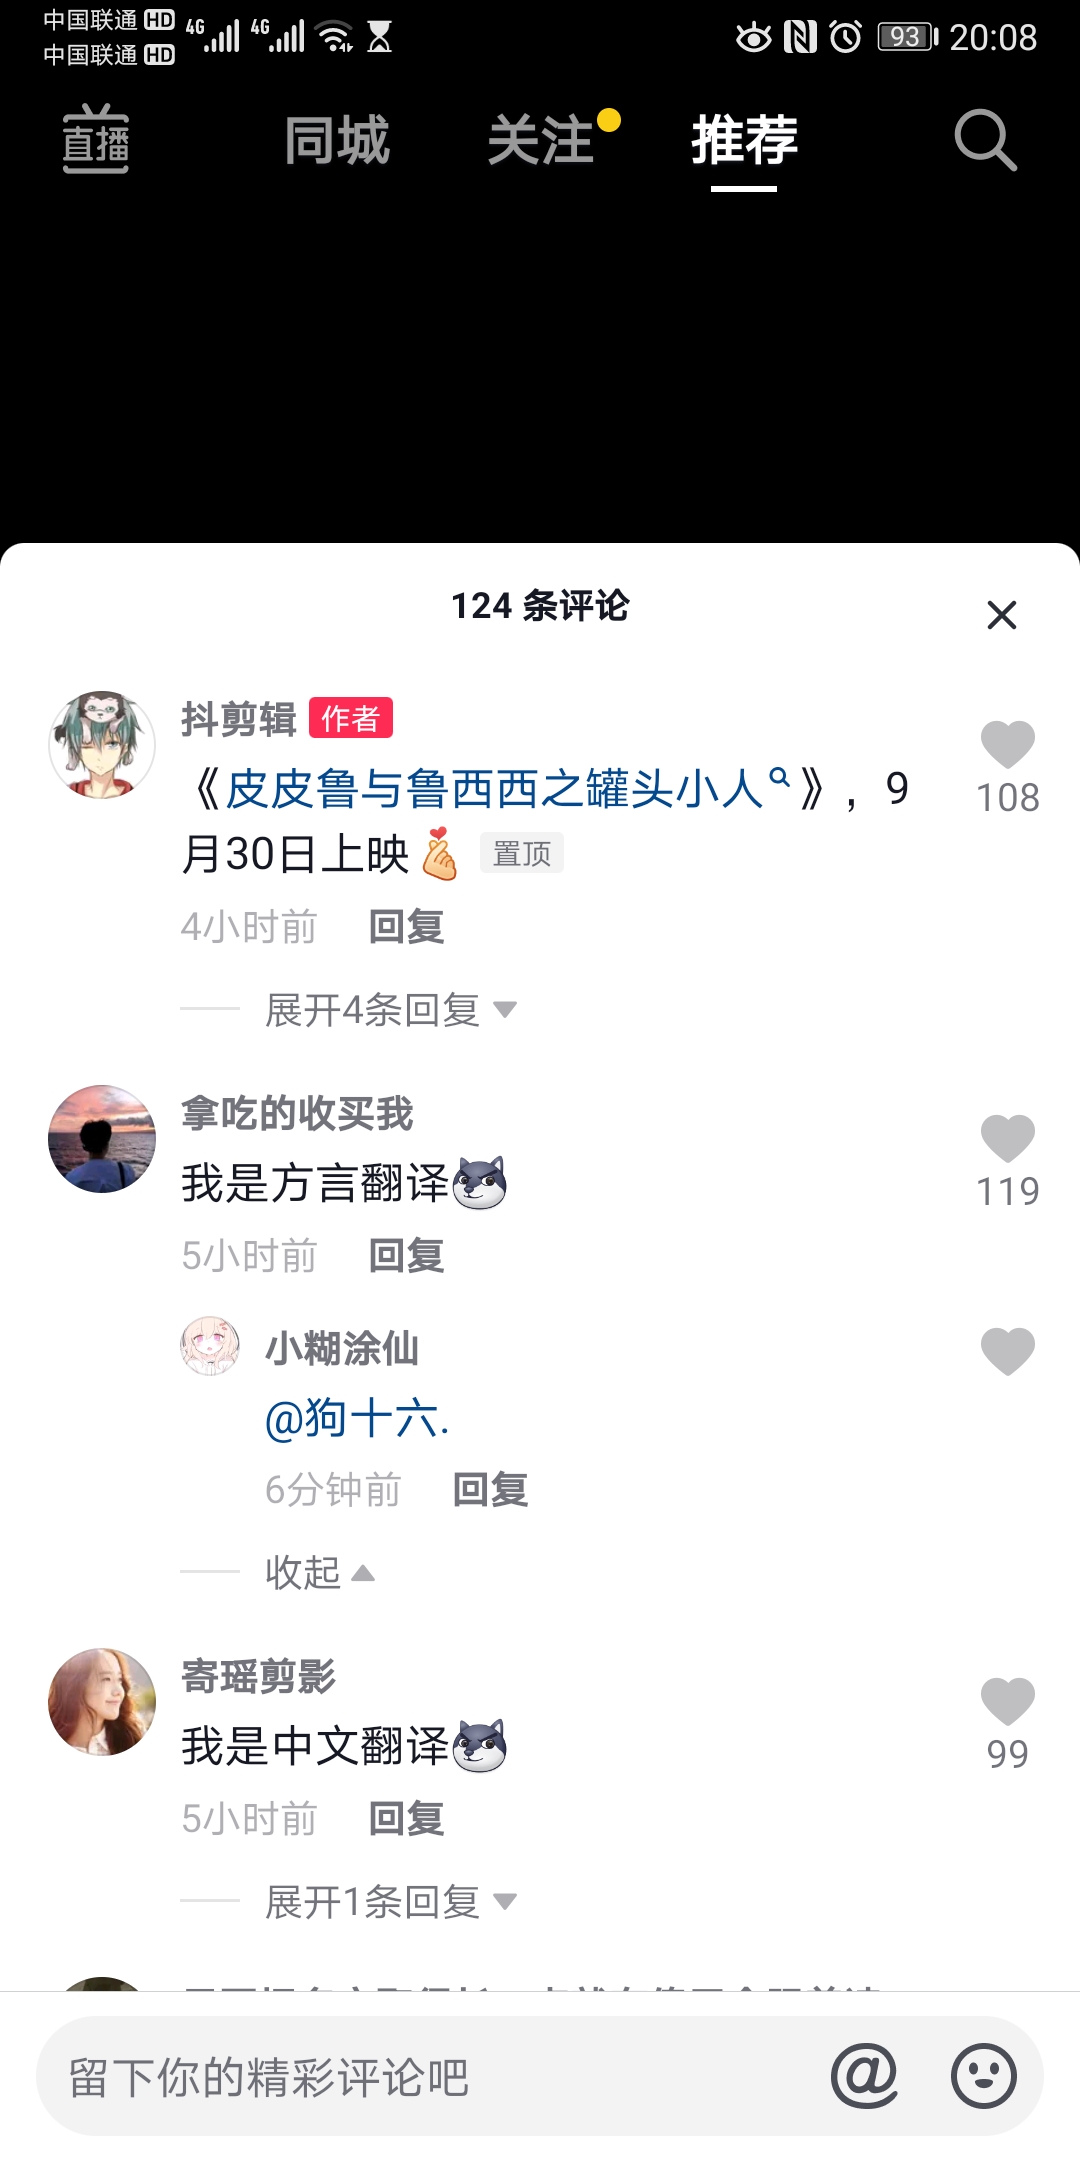 中国联通 HD 4G 4G 93 20:08
中国联通 HD
直播 同城 关注 推荐
124 条评论
抖剪辑 作者
《皮皮鲁与鲁西西之罐头小人》，9
月30日上映 置顶
108
4小时前 回复
展开4条回复
拿吃的收买我
我是方言翻译
119
5小时前 回复
小糊涂仙
@狗十六.
6分钟前 回复
收起
寄瑶剪影
我是中文翻译
99
5小时前 回复
展开1条回复
留下你的精彩评论吧